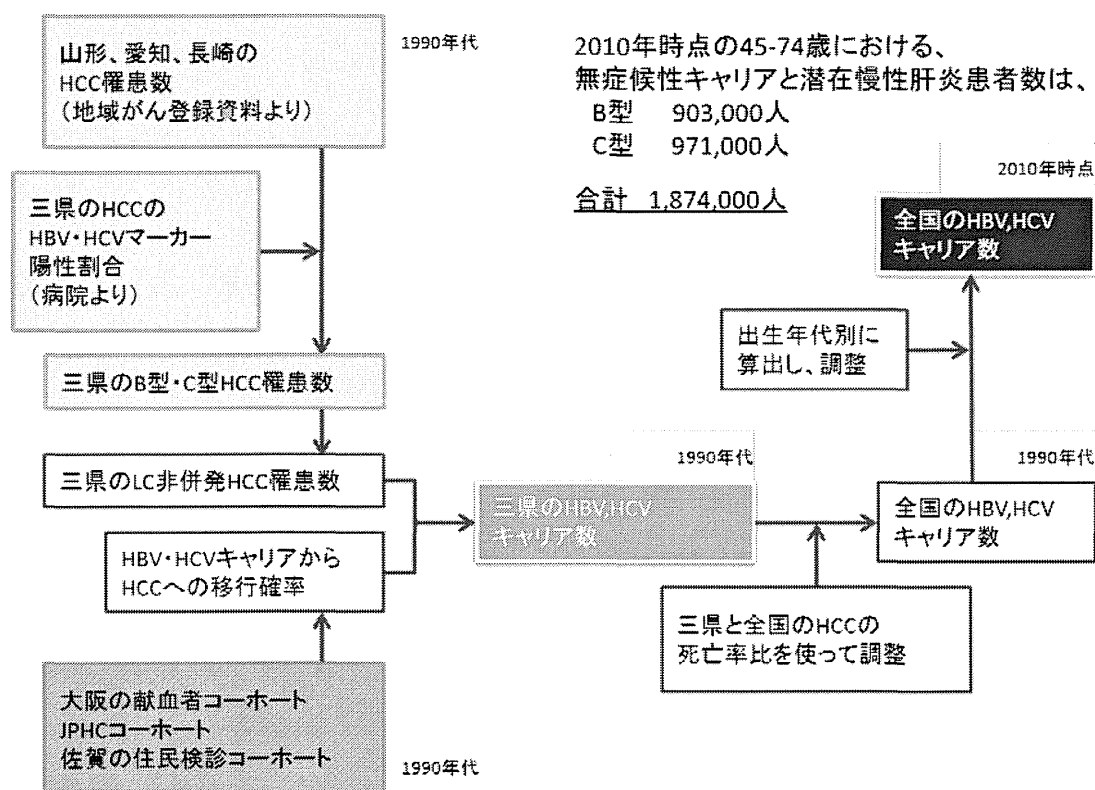 山形、愛知、長崎の
HCC罹患数
（地域がん登録資料より）
1990年代
2010年時点の45-74歳における、
無症候性キャリアと潜在慢性肝炎患者数は、
B型 903,000人
C型 971,000人
合計 1,874,000人
2010年時点
全国のHBV,HCV
キャリア数
三県のHCCの
HBV・HCVマーカー
陽性割合
（病院より）
出生年代別に
算出し、調整
三県のB型・C型HCC罹患数
三県のLC非併発HCC罹患数
1990年代
三県のHBV,HCV
キャリア数
1990年代
全国のHBV,HCV
キャリア数
HBV・HCVキャリアから
HCCへの移行確率
三県と全国のHCCの
死亡率比を使って調整
大阪の献血者コーホート
JPHCコーホート
佐賀の住民検診コーホート
1990年代